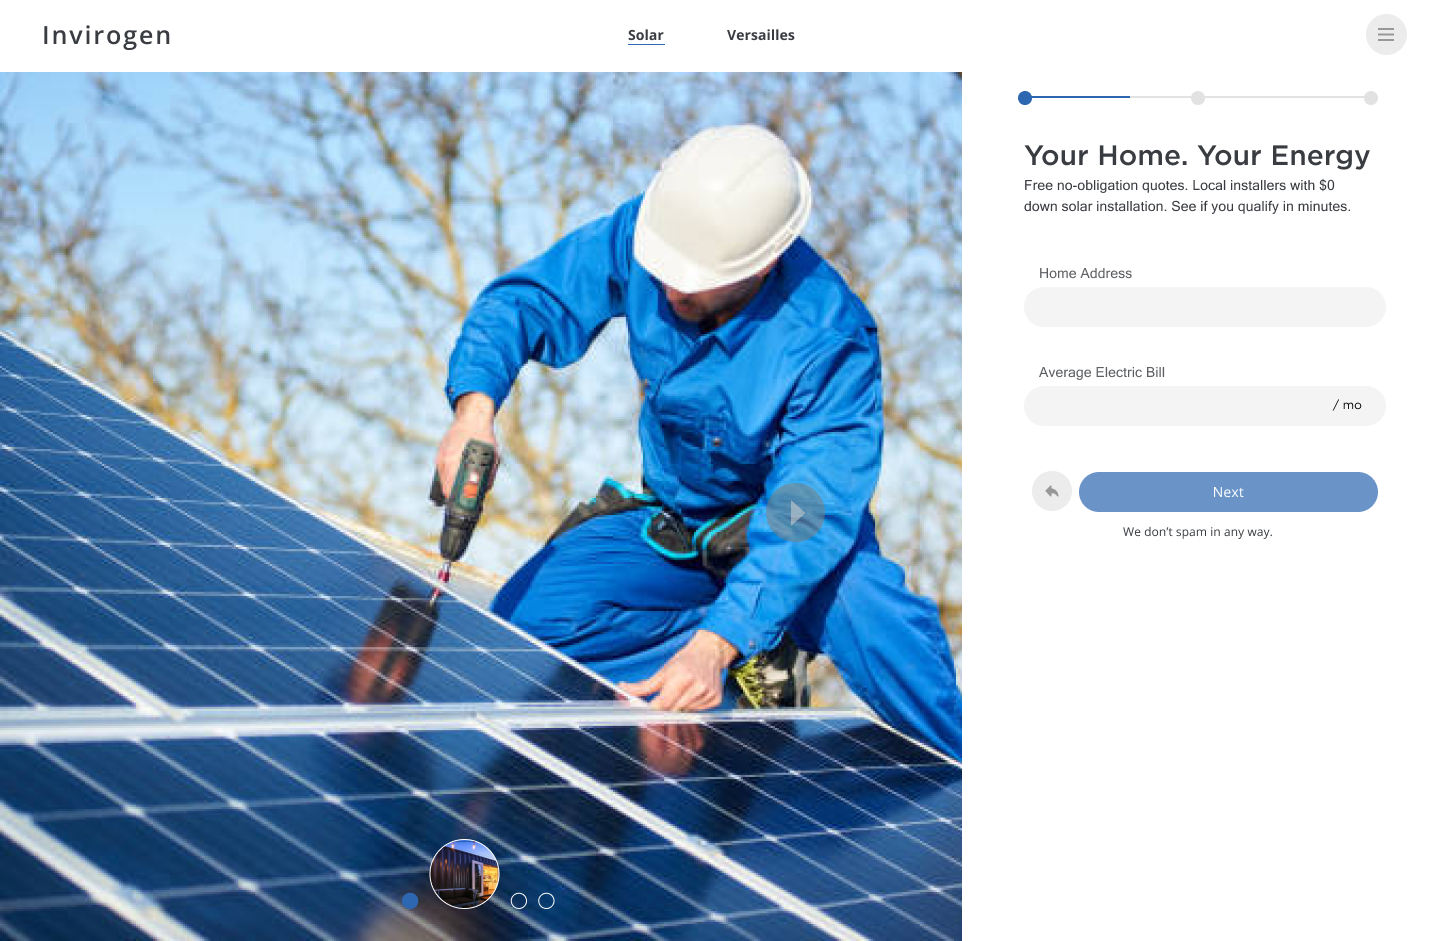 Invirogen
Solar
Versailles
Your Home. Your Energy
Free no-obligation quotes. Local installers with $0
down solar installation. See if you qualify in minutes.
Home Address
Average Electric Bill
/ mo
Next
We don’t spam in any way.